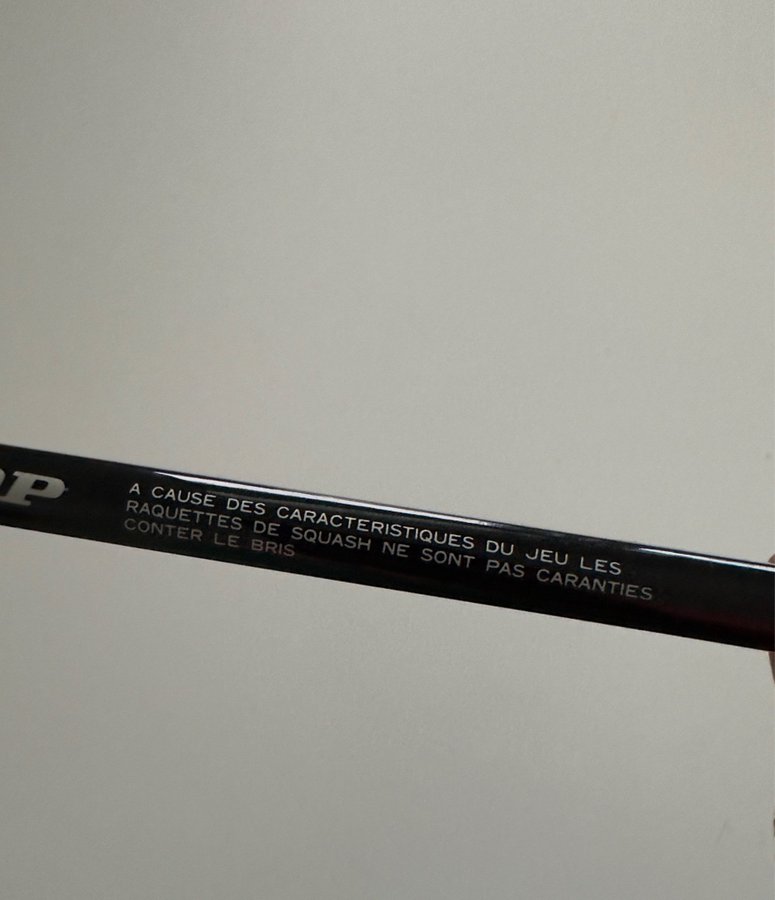 A CAUSE DES CARACTERISTIQUES DU JEU LES
RAQUETTES DE SQUASH NE SONT PAS CARANTIES
CONTER LE BRIS